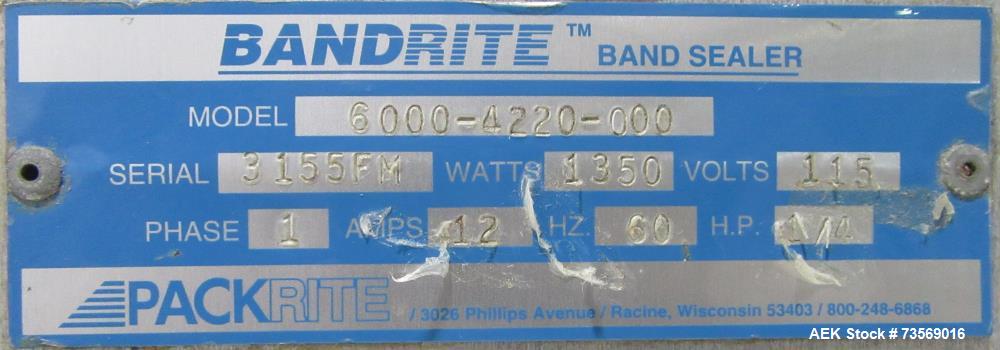 BANDRITE™ BAND SEALER
MODEL 6000-4220-000
SERIAL 3155FM WATTS 1350 VOLTS 115
PHASE 1 AMPS 12 HZ. 60 H.P. 1/4
PACKRITE / 3026 Phillips Avenue / Racine, Wisconsin 53403 / 800-248-6868
AEK Stock # 73569016